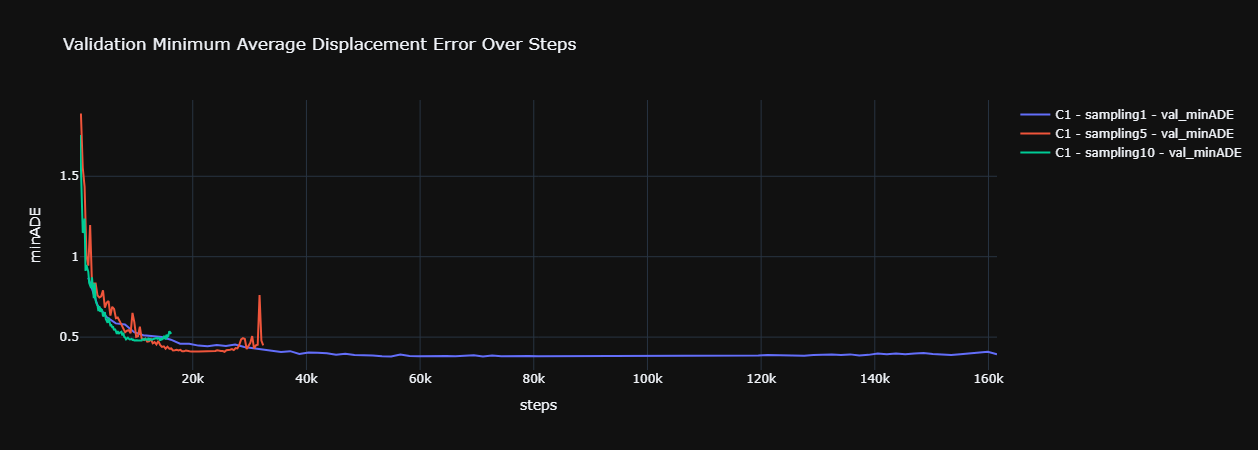 Validation Minimum Average Displacement Error Over Steps
C1 - sampling1 - val_minADE
C1 - sampling5 - val_minADE
C1 - sampling10 - val_minADE
1.5
1
0.5
minADE
20k
40k
60k
80k
100k
120k
140k
160k
steps